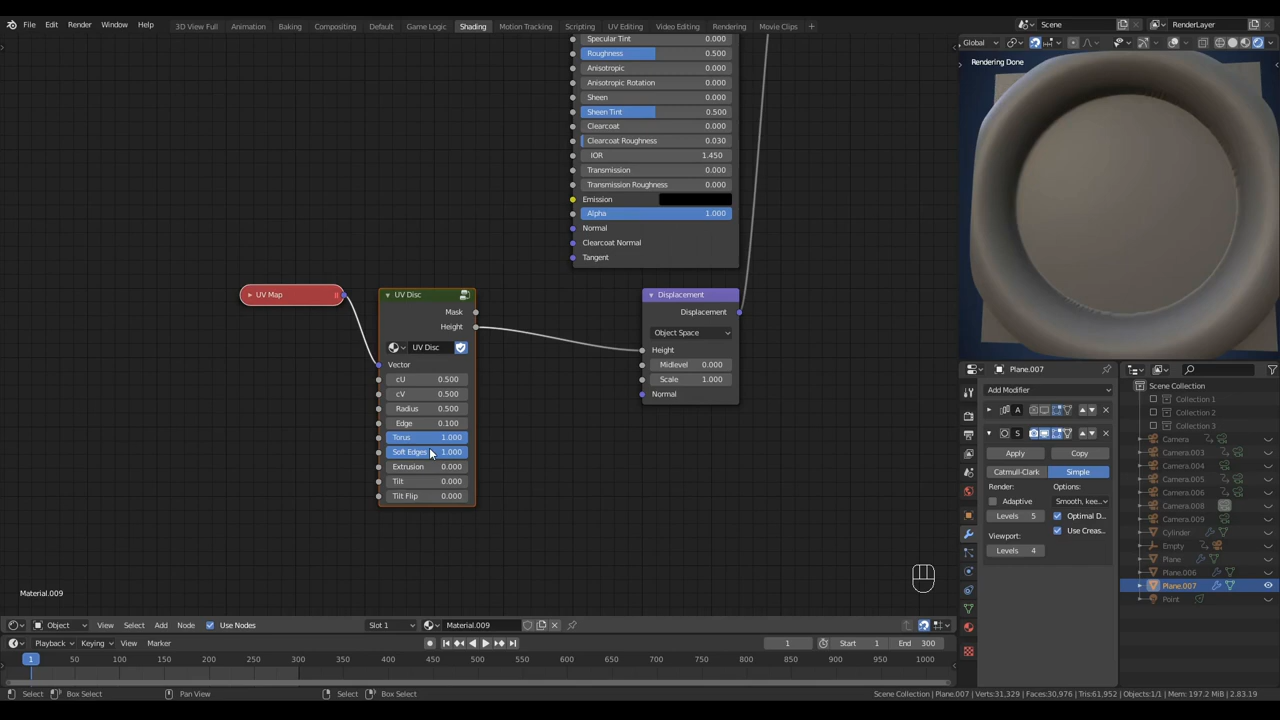 File Edit Render Window Help
3D View Full Animation Baking Compositing Default Game Logic Shading Motion Tracking Scripting UV Editing Video Editing Rendering Movie Clips +
Scene RenderLayer
Global
Rendering Done
Specular Tint 0.000
Roughness 0.500
Anisotropic 0.000
Anisotropic Rotation 0.000
Sheen 0.000
Sheen Tint 0.500
Clearcoat 0.000
Clearcoat Roughness 0.030
IOR 1.450
Transmission 0.000
Transmission Roughness 0.000
Emission
Alpha 1.000
Normal
Clearcoat Normal
Tangent
UV Map
UV Disc
Mask
Height
UV Disc
Vector
cU 0.500
cV 0.500
Radius 0.500
Edge 0.100
Torus 1.000
Soft Edges 1.000
Extrusion 0.000
Tilt 0.000
Tilt Flip 0.000
Displacement
Displacement
Object Space
Height
Midlevel 0.000
Scale 1.000
Normal
Plane.007
Add Modifier
A
S
Apply Copy
Catmull-Clark Simple
Render: Options:
Adaptive Smooth, kee..
Levels 5 Optimal D..
Viewport: Use Creas..
Levels 4
Scene Collection
Collection 1
Collection 2
Collection 3
Camera
Camera.003
Camera.004
Camera.005
Camera.006
Camera.008
Camera.009
Cylinder
Empty
Plane
Plane.006
Plane.007
Point
Material.009
Object View Select Add Node Use Nodes Slot 1 Material.009
Playback Keying View Marker 1 Start 1 End 300
1 50 100 150 200 250 300 350 400 450 500 550 600 650 700 750 800 850 900 950 1000
Select Box Select Pan View Select Box Select Scene Collection | Plane.007 | Verts:31,329 | Faces:30,976 | Tris:61,952 | Objects:1/1 | Mem: 197.2 MiB | 2.83.19